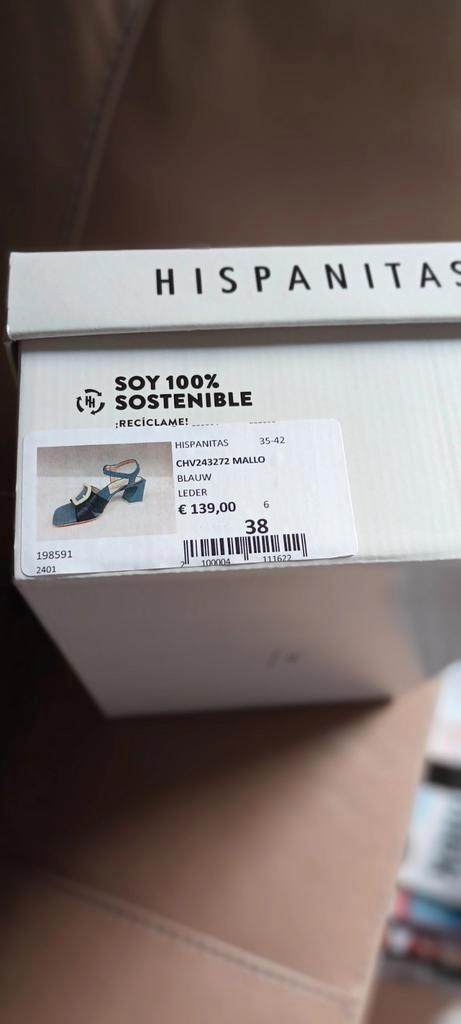 HISPANITAS
SOY 100%
SOSTENIBLE
¡RECÍCLAME!
HISPANITAS 35-42
CHV243272 MALLO
BLAUW
LEDER
€ 139,00 6
38
198591
2401
2 100004 111622